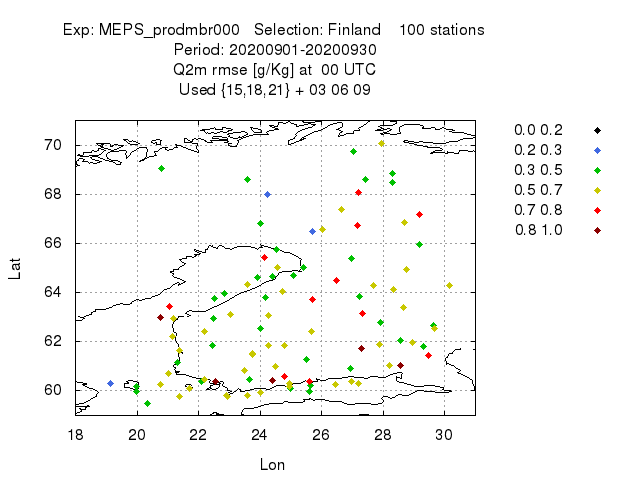 Exp: MEPS_prodmbr000   Selection: Finland    100 stations
Period: 20200901-20200930
Q2m rmse [g/Kg] at  00 UTC
Used {15,18,21} + 03 06 09
0.0 0.2
0.2 0.3
0.3 0.5
0.5 0.7
0.7 0.8
0.8 1.0
70
68
66
64
62
60
Lat
18 20 22 24 26 28 30
Lon